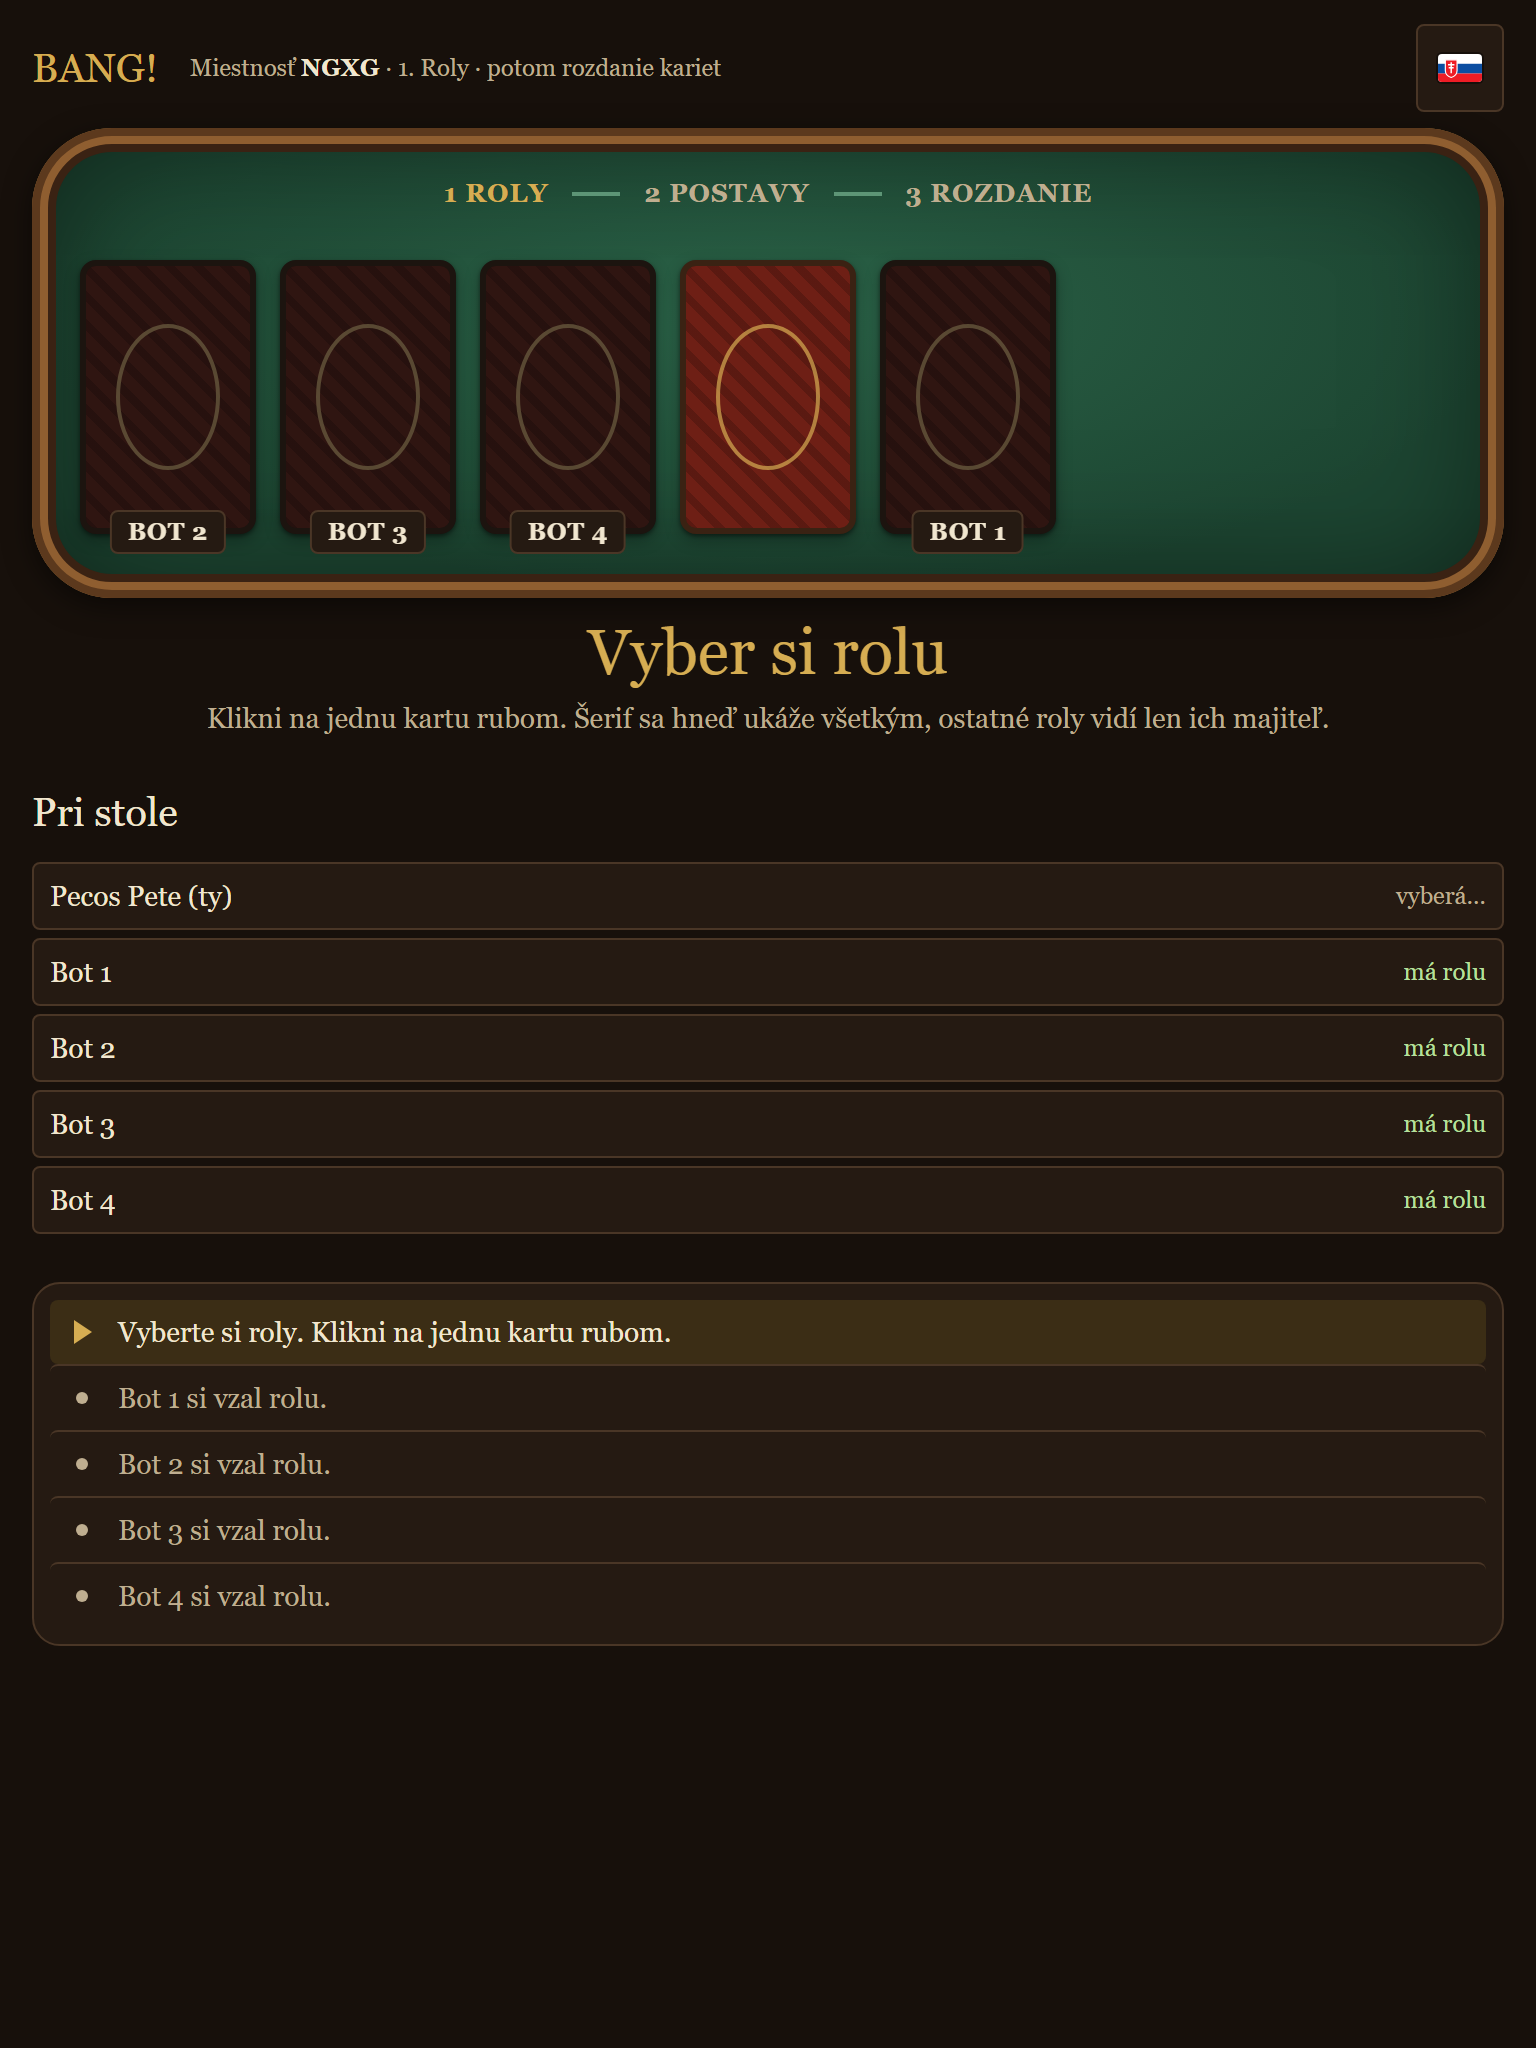 BANG!
Miestnosť NGXG · 1. Roly · potom rozdanie kariet
1 ROLY
2 POSTAVY
3 ROZDANIE
BOT 2
BOT 3
BOT 4
BOT 1
Vyber si rolu
Klikni na jednu kartu rubom. Šerif sa hneď ukáže všetkým, ostatné roly vidí len ich majiteľ.
Pri stole
Pecos Pete (ty)
vyberá...
Bot 1
má rolu
Bot 2
má rolu
Bot 3
má rolu
Bot 4
má rolu
Vyberte si roly. Klikni na jednu kartu rubom.
Bot 1 si vzal rolu.
Bot 2 si vzal rolu.
Bot 3 si vzal rolu.
Bot 4 si vzal rolu.